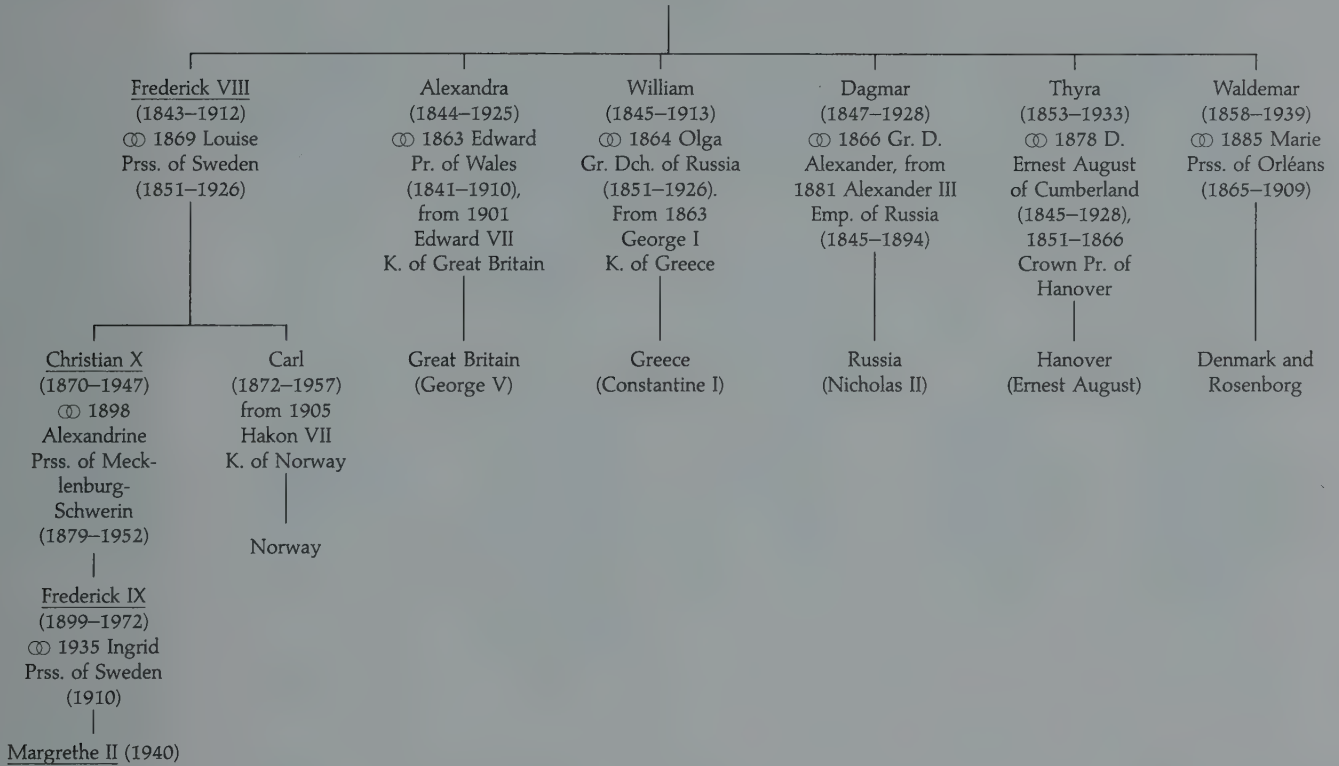 Frederick VIII
(1843–1912)
⚭ 1869 Louise
Prss. of Sweden
(1851–1926)
Alexandra
(1844–1925)
⚭ 1863 Edward
Pr. of Wales
(1841–1910),
from 1901
Edward VII
K. of Great Britain
William
(1845–1913)
⚭ 1864 Olga
Gr. Dch. of Russia
(1851–1926).
From 1863
George I
K. of Greece
Dagmar
(1847–1928)
⚭ 1866 Gr. D.
Alexander, from
1881 Alexander III
Emp. of Russia
(1845–1894)
Thyra
(1853–1933)
⚭ 1878 D.
Ernest August
of Cumberland
(1845–1928),
1851–1866
Crown Pr. of
Hanover
Waldemar
(1858–1939)
⚭ 1885 Marie
Prss. of Orléans
(1865–1909)
Christian X
(1870–1947)
⚭ 1898
Alexandrine
Prss. of Meck-
lenburg-
Schwerin
(1879–1952)
Carl
(1872–1957)
from 1905
Hakon VII
K. of Norway
Great Britain
(George V)
Greece
(Constantine I)
Russia
(Nicholas II)
Hanover
(Ernest August)
Denmark and
Rosenborg
Norway
Frederick IX
(1899–1972)
⚭ 1935 Ingrid
Prss. of Sweden
(1910)
Margrethe II (1940)